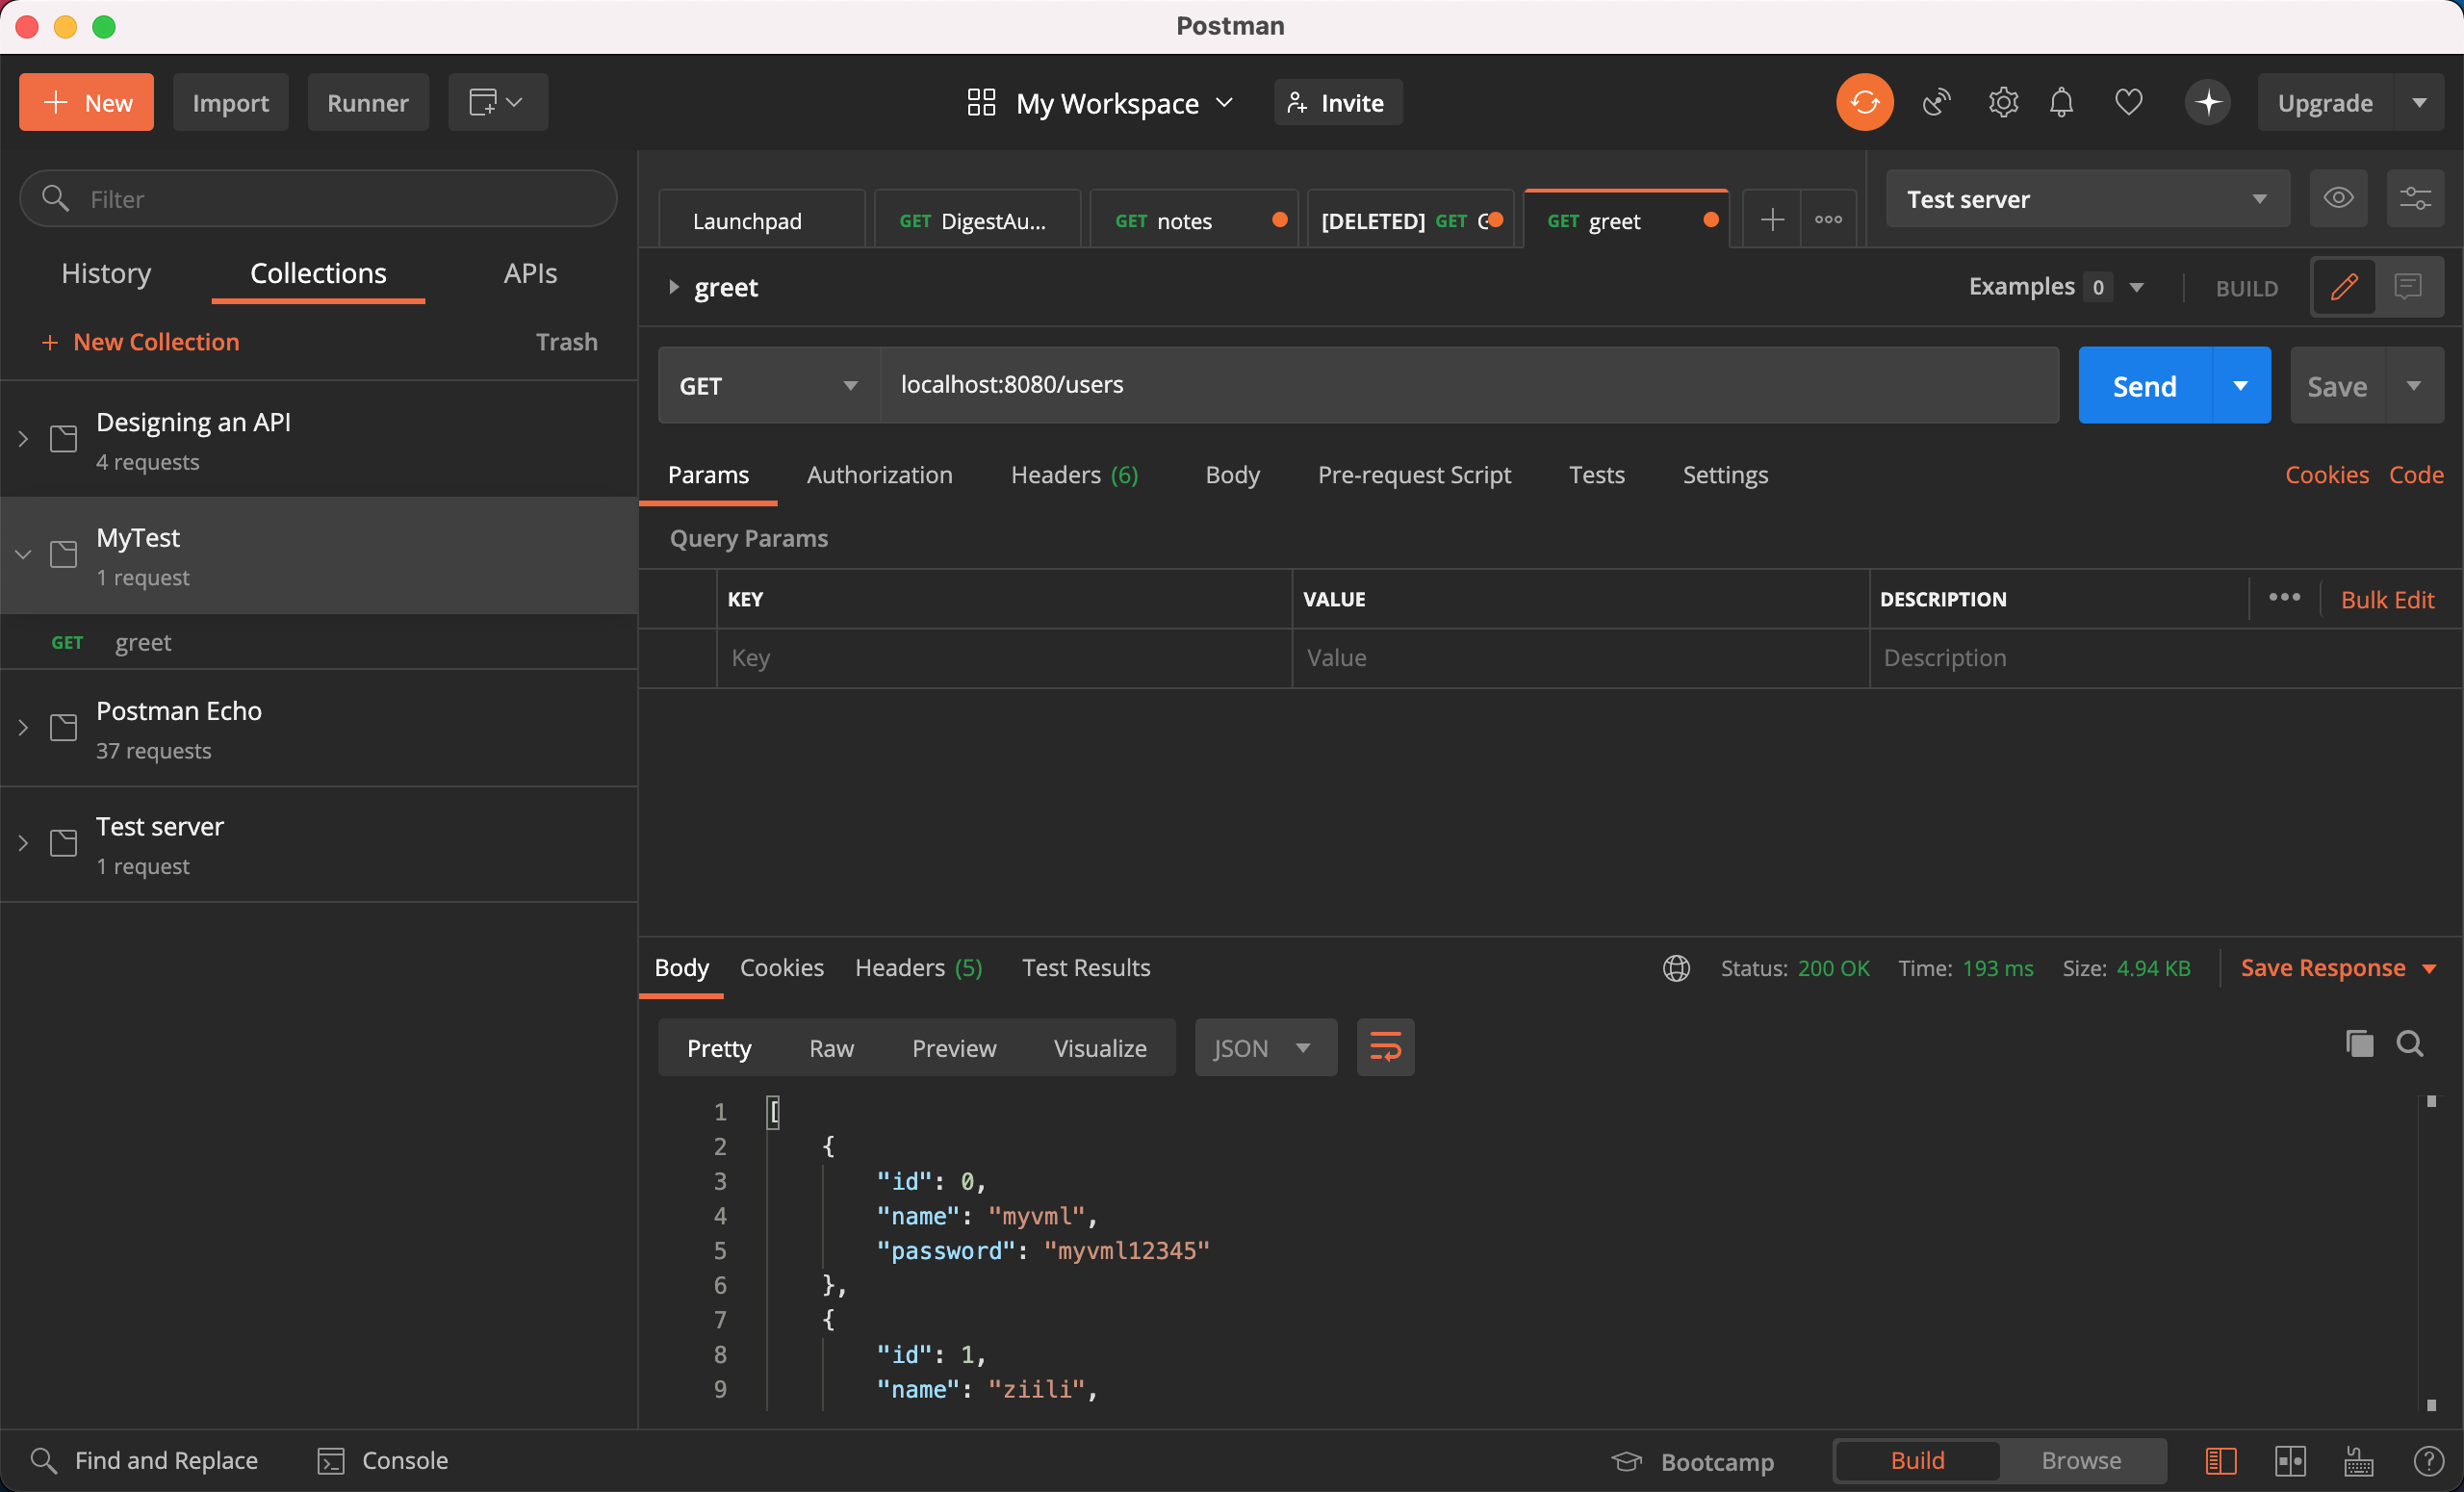 Postman
New
Import
Runner
My Workspace
Invite
Upgrade
Filter
History
Collections
APIs
New Collection
Trash
Designing an API
4 requests
MyTest
1 request
GET greet
Postman Echo
37 requests
Test server
1 request
Launchpad
GET DigestAu...
GET notes
[DELETED] GET
GET greet
Test server
greet
Examples 0
BUILD
GET
localhost:8080/users
Send
Save
Params
Authorization
Headers (6)
Body
Pre-request Script
Tests
Settings
Cookies
Code
Query Params
KEY
VALUE
DESCRIPTION
Bulk Edit
Key
Value
Description
Body
Cookies
Headers (5)
Test Results
Status: 200 OK
Time: 193 ms
Size: 4.94 KB
Save Response
Pretty
Raw
Preview
Visualize
JSON
1 [
2 {
3 "id": 0,
4 "name": "myvml",
5 "password": "myvml12345"
6 },
7 {
8 "id": 1,
9 "name": "ziili",
Find and Replace
Console
Bootcamp
Build
Browse